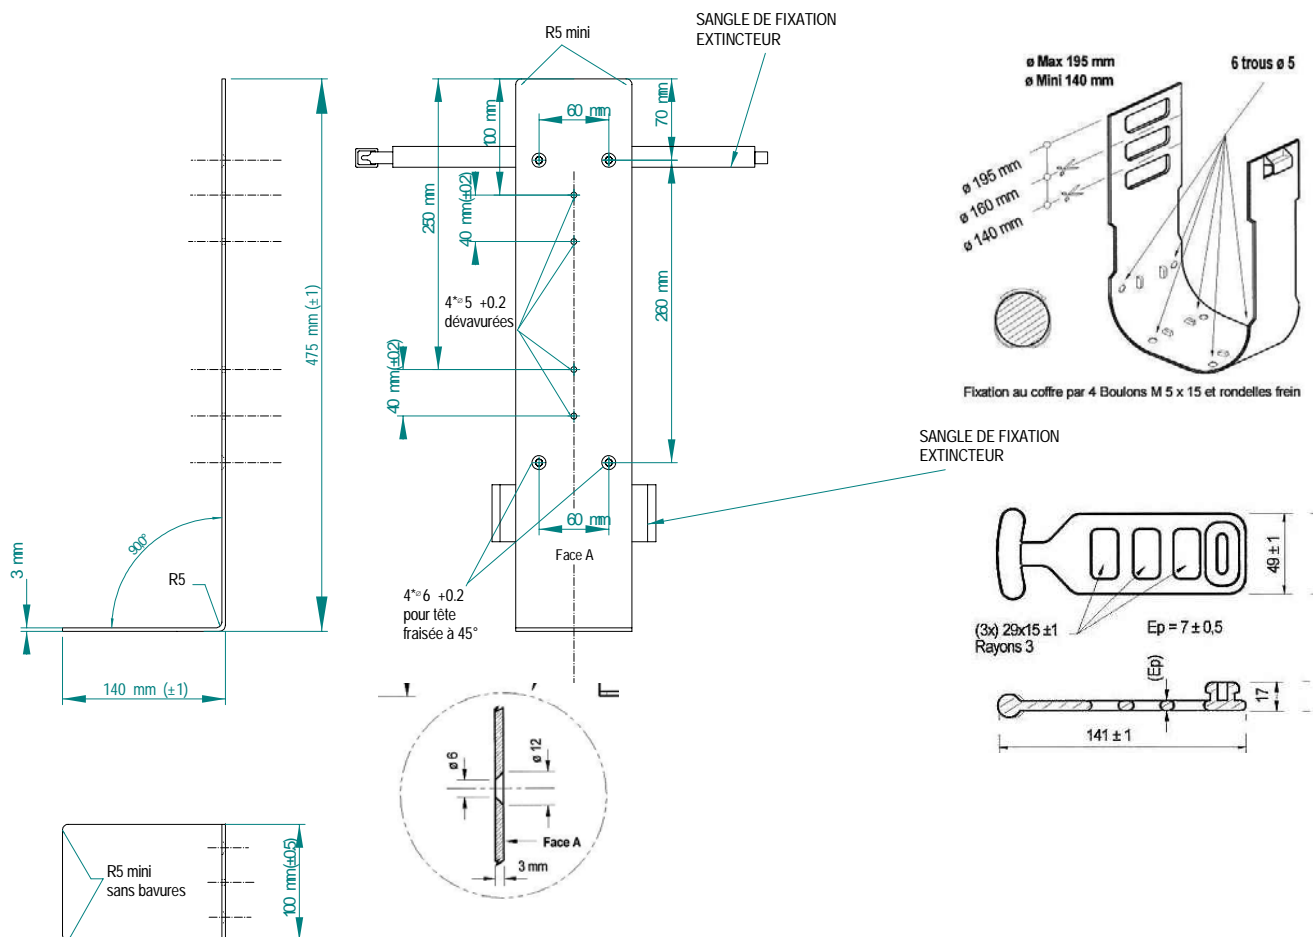 SANGLE DE FIXATION
EXTINCTEUR
R5 mini
ø Max 195 mm
ø Mini 140 mm
6 trous ø 5
100 mm
60 mm
70 mm
250 mm
40 mm(±0.2)
ø 195 mm
ø 160 mm
ø 140 mm
475 mm (±1)
4*ø 5 +0.2
dévavurées
260 mm
40 mm(±0.2)
Fixation au coffre par 4 Boulons M 5 x 15 et rondelles frein
SANGLE DE FIXATION
EXTINCTEUR
90.0°
3 mm
R5
60 mm
Face A
49 ± 1
4*ø 6 +0.2
pour tête
fraisée à 45°
(3x) 29x15 ±1
Rayons 3
Ep = 7 ± 0,5
(Ep)
17
140 mm (±1)
141 ± 1
ø 6
ø 12
Face A
3 mm
R5 mini
sans bavures
100 mm(±0.5)